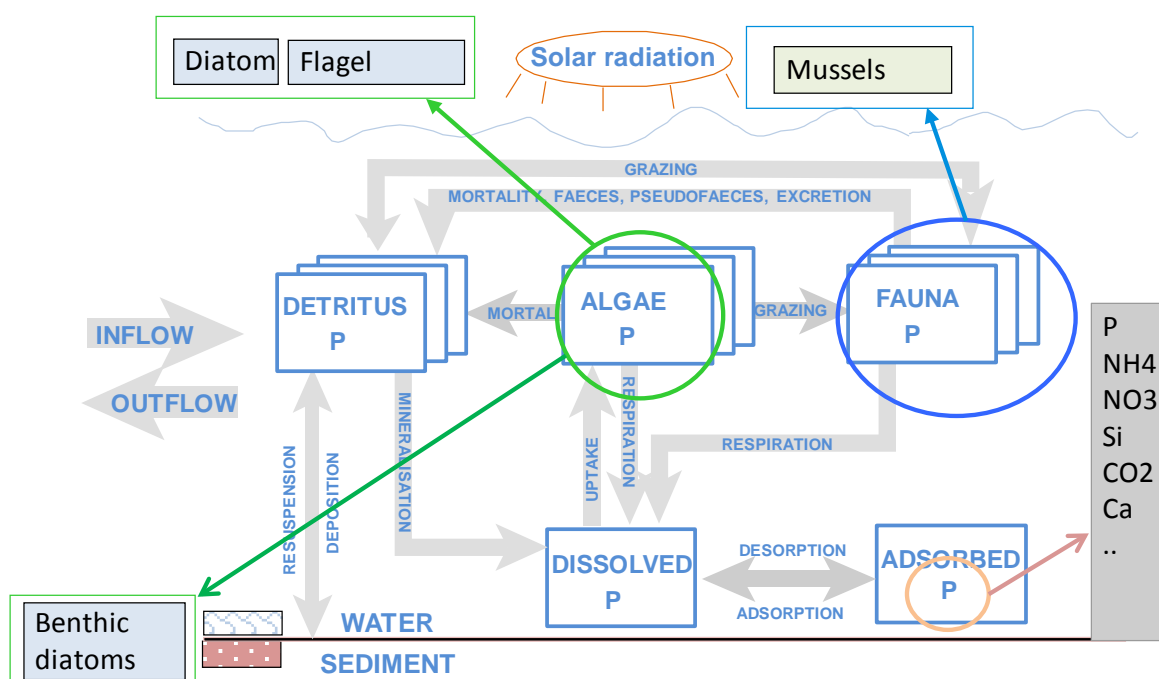 Diatom
Flagel
Solar radiation
Mussels
GRAZING
MORTALITY, FAECES, PSEUDOFAECES, EXCRETION
DETRITUS
P
MORTAL
ALGAE
P
GRAZING
FAUNA
P
INFLOW
OUTFLOW
P
NH4
NO3
Si
CO2
Ca
..
RESUSPENSION
DEPOSITION
MINERALISATION
UPTAKE
RESPIRATION
RESPIRATION
DISSOLVED
P
DESORPTION
ADSORPTION
ADSORBED
P
Benthic
diatoms
WATER
SEDIMENT